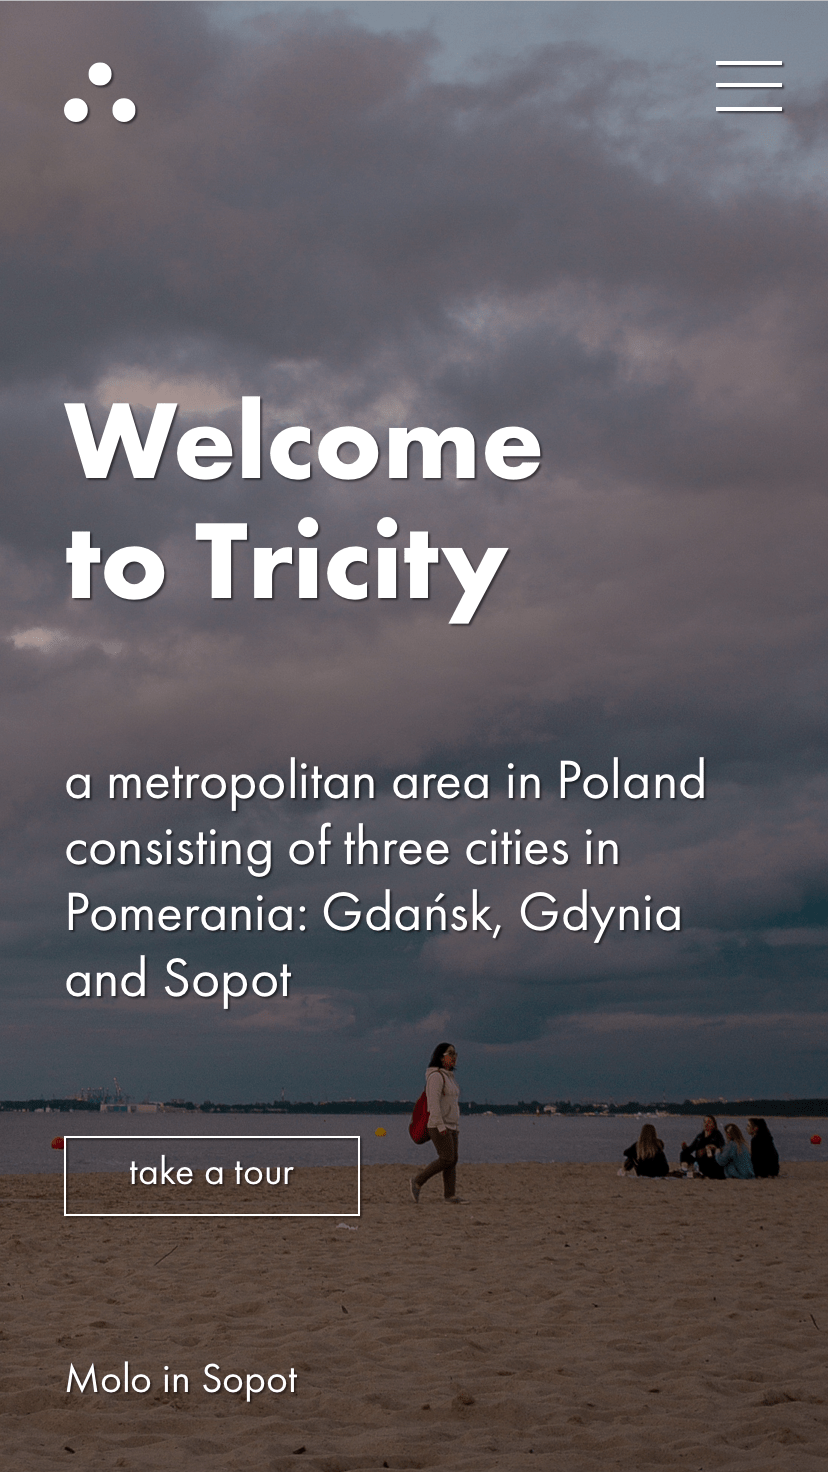 Welcome
to Tricity
a metropolitan area in Poland
consisting of three cities in
Pomerania: Gdańsk, Gdynia
and Sopot
take a tour
Molo in Sopot